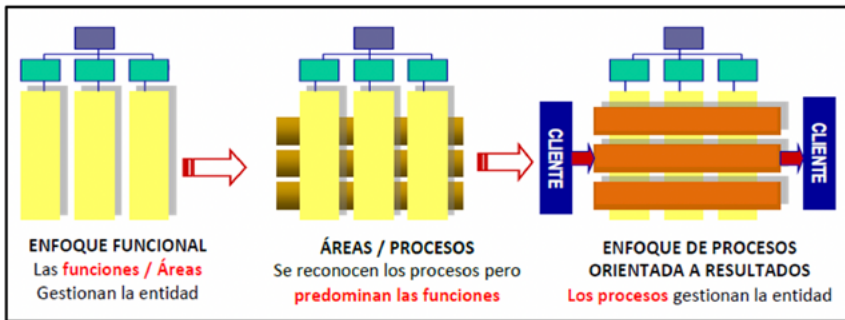 CLIENTE
CLIENTE
ENFOQUE FUNCIONAL
Las funciones / Áreas
Gestionan la entidad
ÁREAS / PROCESOS
Se reconocen los procesos pero
predominan las funciones
ENFOQUE DE PROCESOS
ORIENTADA A RESULTADOS
Los procesos gestionan la entidad